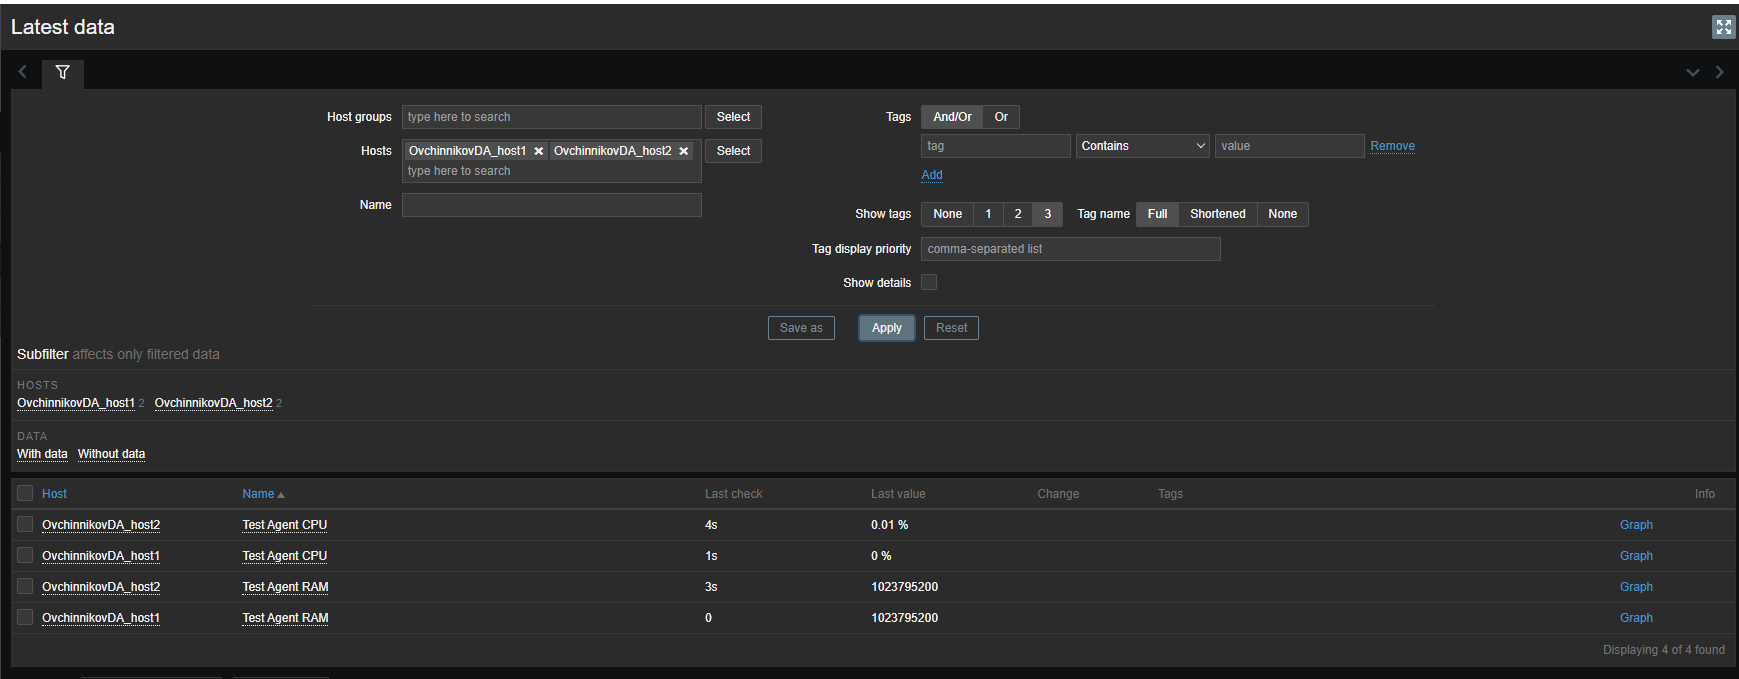 Latest data
Host groups type here to search Select
Hosts OvchinnikovDA_host1 OvchinnikovDA_host2 Select
type here to search
Name
Tags And/Or Or
tag Contains value Remove
Add
Show tags None 1 2 3 Tag name Full Shortened None
Tag display priority comma-separated list
Show details
Save as Apply Reset
Subfilter affects only filtered data
HOSTS
OvchinnikovDA_host1 2 OvchinnikovDA_host2 2
DATA
With data Without data
Host Name Last check Last value Change Tags Info
OvchinnikovDA_host2 Test Agent CPU 4s 0.01 % Graph
OvchinnikovDA_host1 Test Agent CPU 1s 0 % Graph
OvchinnikovDA_host2 Test Agent RAM 3s 1023795200 Graph
OvchinnikovDA_host1 Test Agent RAM 0 1023795200 Graph
Displaying 4 of 4 found